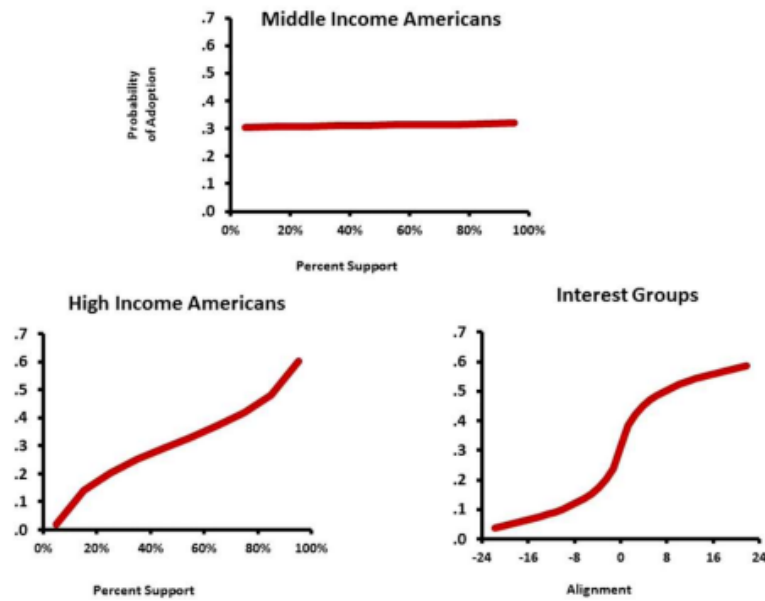 Middle Income Americans
Probability
of Adoption
.7
.6
.5
.4
.3
.2
.1
.0
0% 20% 40% 60% 80% 100%
Percent Support
High Income Americans
.7
.6
.5
.4
.3
.2
.1
.0
0% 20% 40% 60% 80% 100%
Percent Support
Interest Groups
.7
.6
.5
.4
.3
.2
.1
.0
-24 -16 -8 0 8 16 24
Alignment